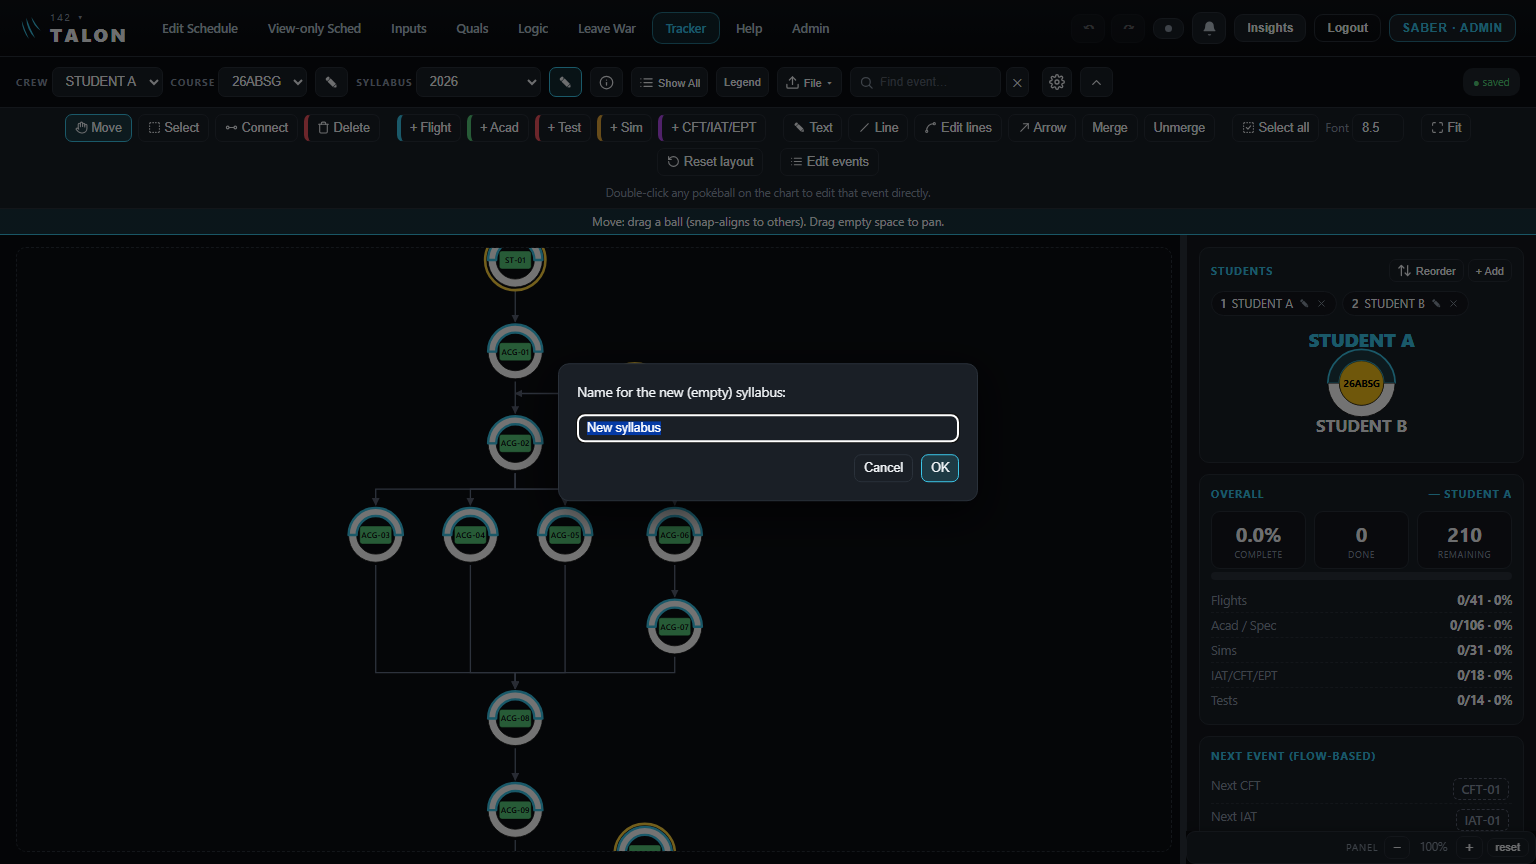 142
TALON
Edit Schedule
View-only Sched
Inputs
Quals
Logic
Leave War
Tracker
Help
Admin
Insights
Logout
SABER · ADMIN
CREW
STUDENT A
COURSE
26ABSG
SYLLABUS
2026
Show All
Legend
File
Find event...
saved
Move
Select
Connect
Delete
+ Flight
+ Acad
+ Test
+ Sim
+ CFT/IAT/EPT
Text
Line
Edit lines
Arrow
Merge
Unmerge
Select all
Font
8.5
Fit
Reset layout
Edit events
Double-click any pokéball on the chart to edit that event directly.
Move: drag a ball (snap-aligns to others). Drag empty space to pan.
ST-01
ACG-01
ACG-02
ACG-03
ACG-04
ACG-05
ACG-06
ACG-07
ACG-08
ACG-09
Name for the new (empty) syllabus:
New syllabus
Cancel
OK
STUDENTS
Reorder
+ Add
1 STUDENT A
2 STUDENT B
STUDENT A
26ABSG
STUDENT B
OVERALL
— STUDENT A
0.0%
COMPLETE
0
DONE
210
REMAINING
Flights
0/41 · 0%
Acad / Spec
0/106 · 0%
Sims
0/31 · 0%
IAT/CFT/EPT
0/18 · 0%
Tests
0/14 · 0%
NEXT EVENT (FLOW-BASED)
Next CFT
CFT-01
Next IAT
IAT-01
PANEL
−
100%
+
reset